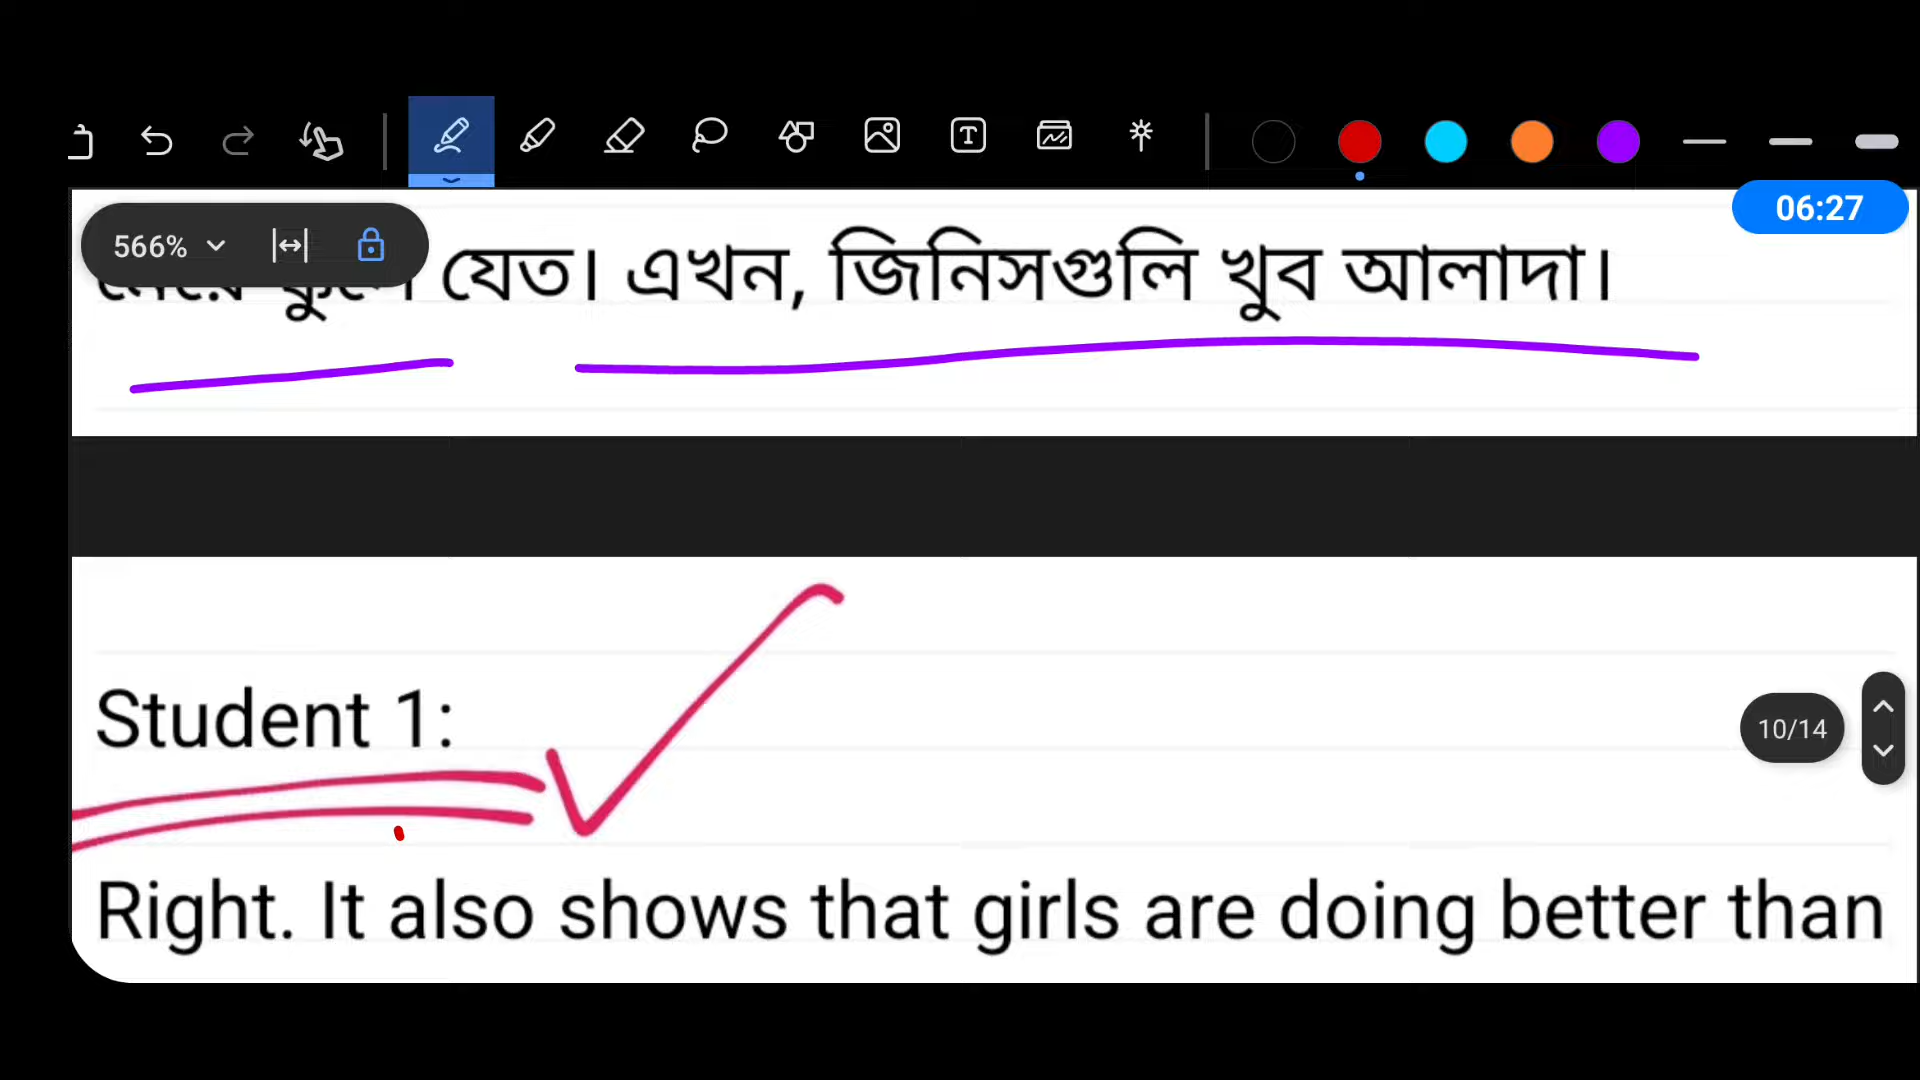 06:27
566%
যেত। এখন, জিনিসগুলি খুব আলাদা।
Student 1:
10/14
Right. It also shows that girls are doing better than